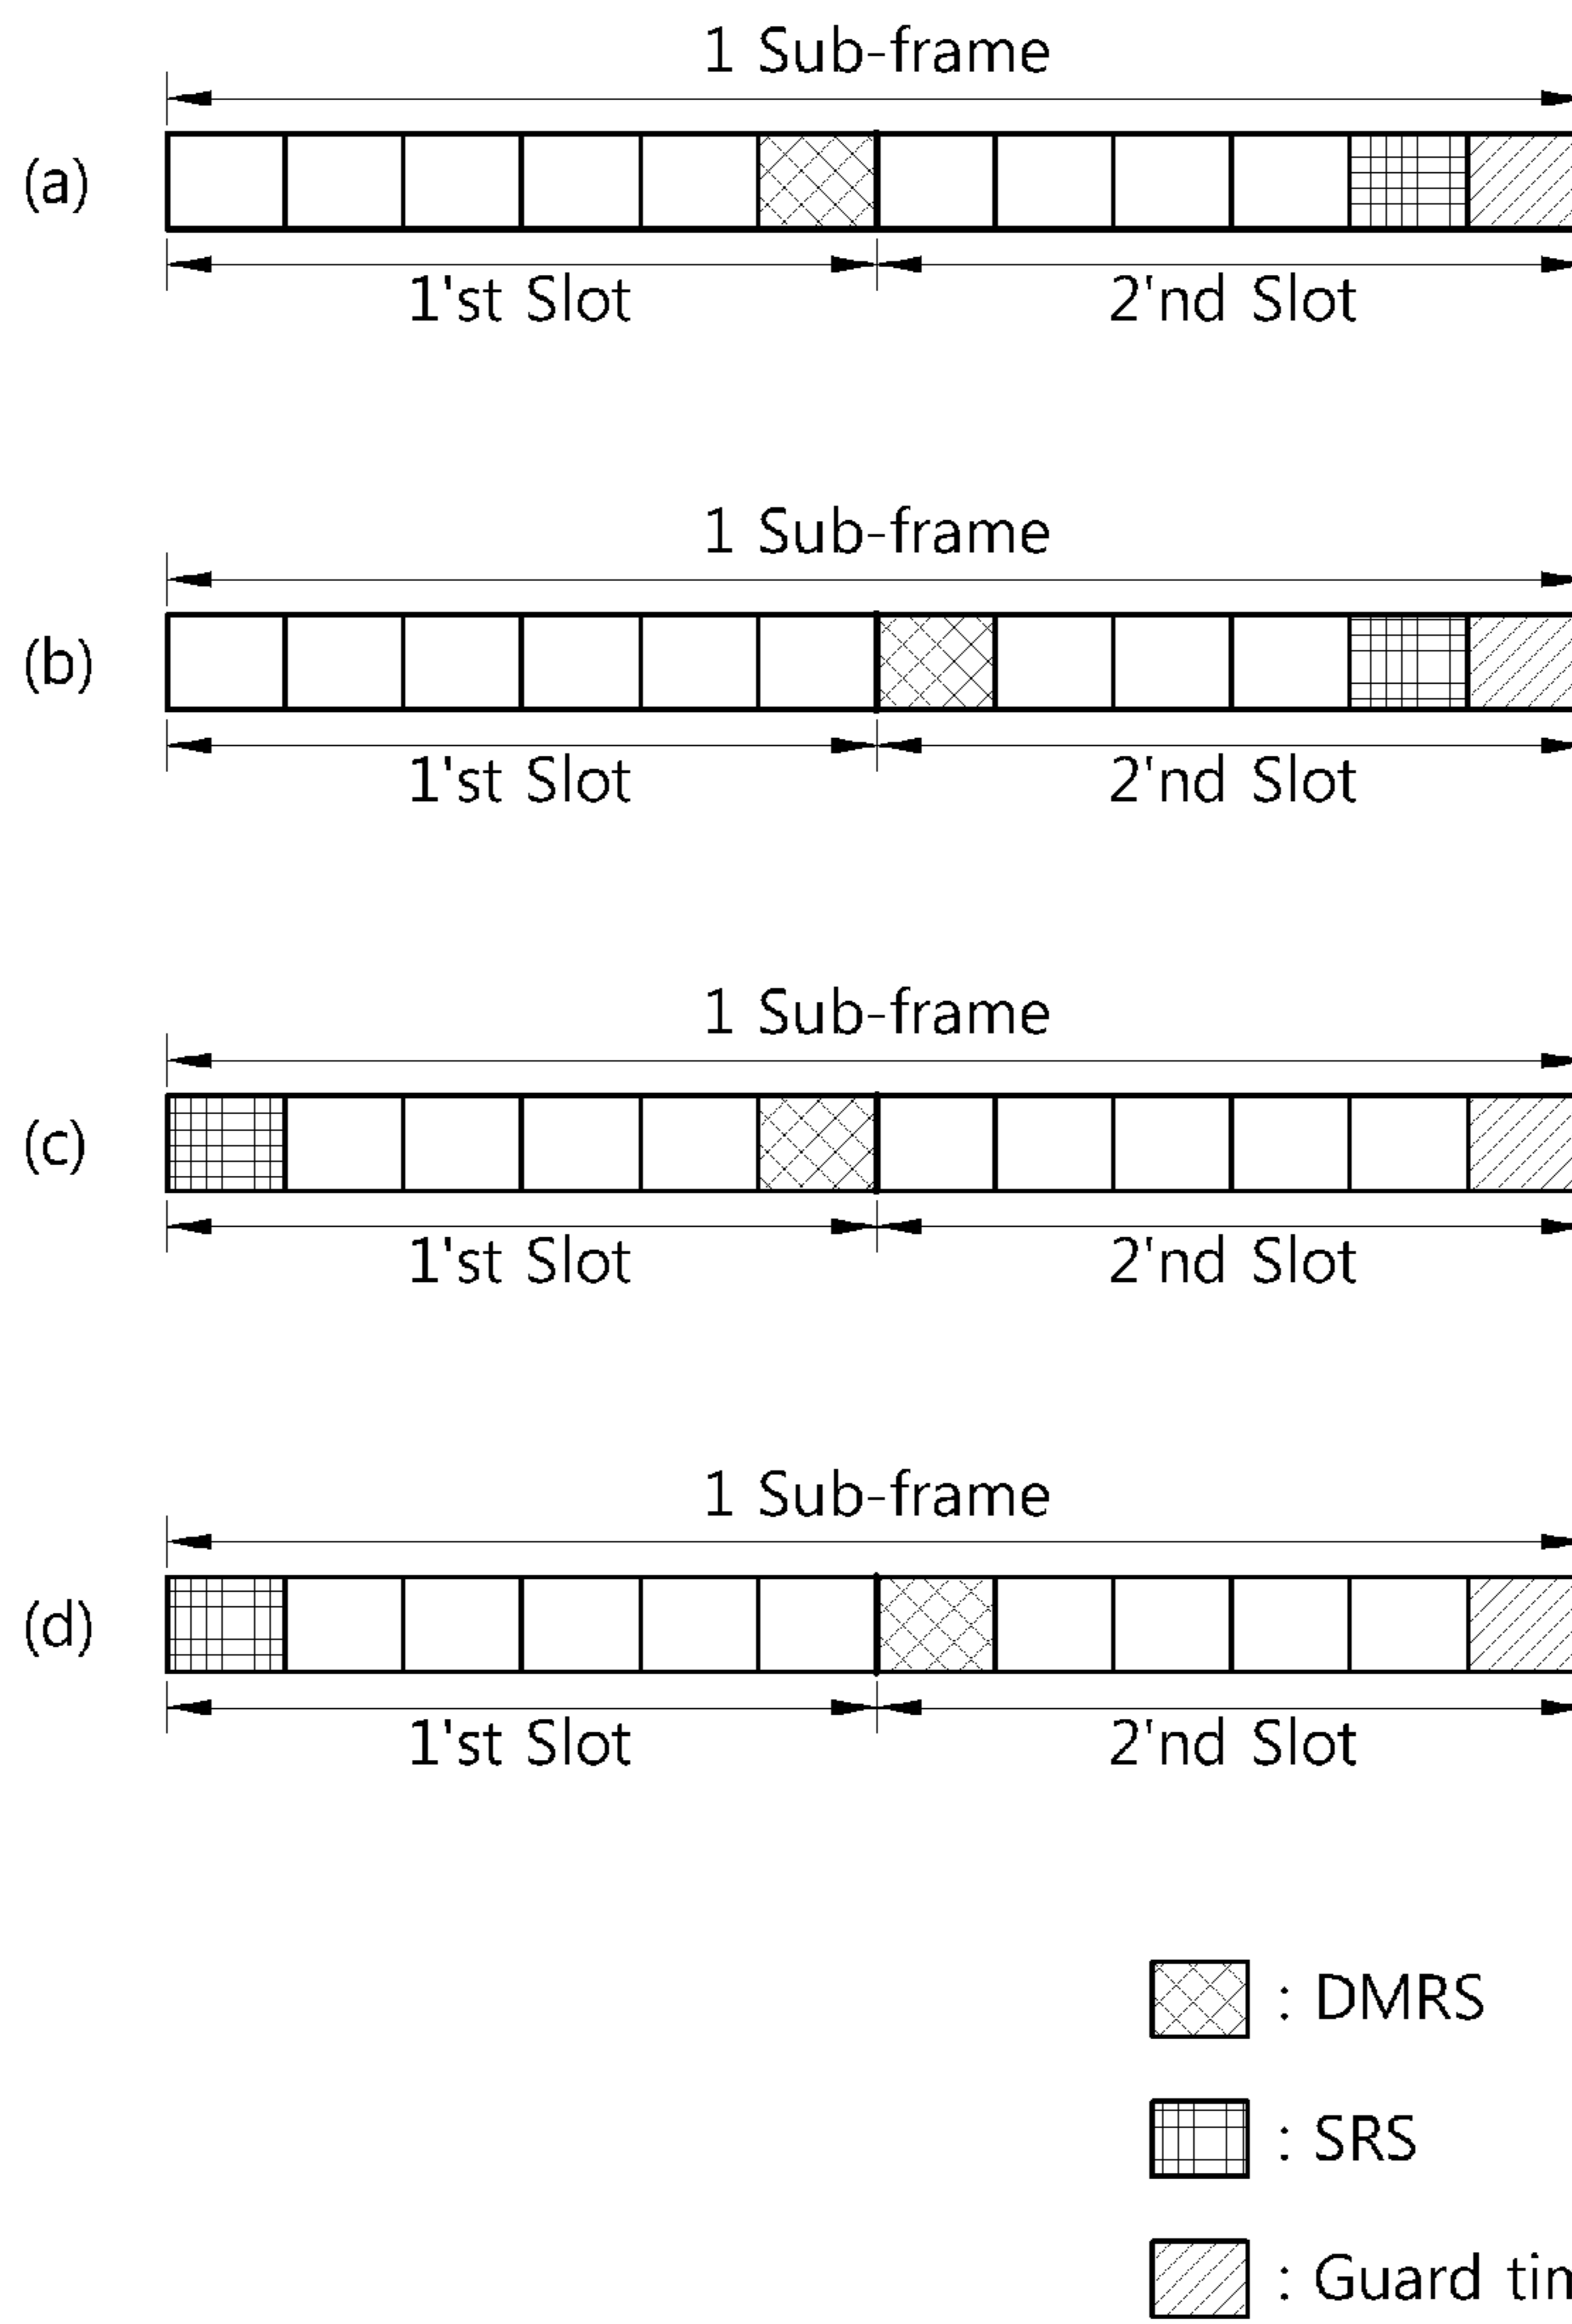 1 Sub-frame
(a)
1'st Slot 2'nd Slot
1 Sub-frame
(b)
1'st Slot 2'nd Slot
1 Sub-frame
(c)
1'st Slot 2'nd Slot
1 Sub-frame
(d)
1'st Slot 2'nd Slot
: DMRS
: SRS
: Guard